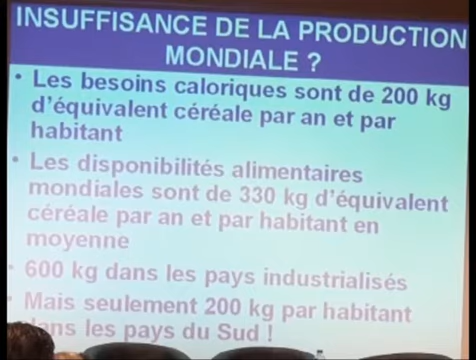 INSUFFISANCE DE LA PRODUCTION
MONDIALE ?
• Les besoins caloriques sont de 200 kg
d'équivalent céréale par an et par
habitant
• Les disponibilités alimentaires
mondiales sont de 330 kg d'équivalent
céréale par an et par habitant en
moyenne
• 600 kg dans les pays industrialisés
• Mais seulement 200 kg par habitant
dans les pays du Sud !